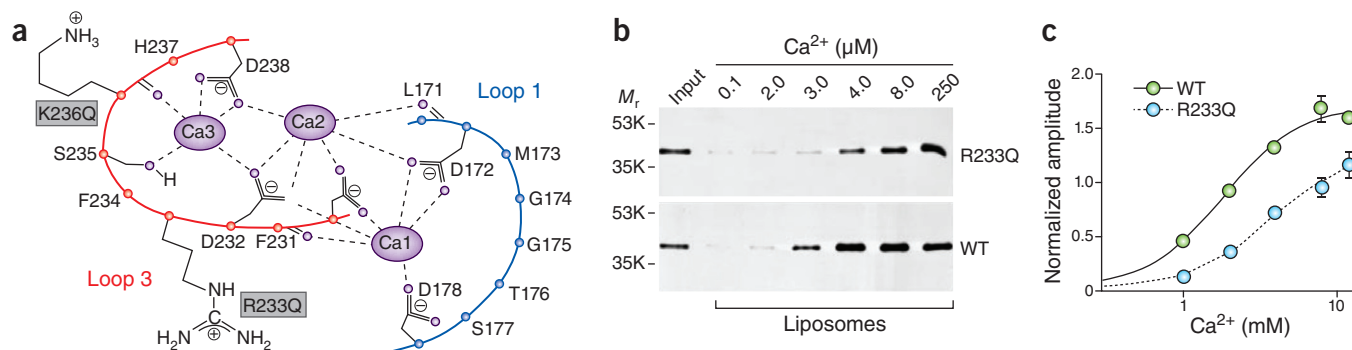 a
NH3
⊕
H237
D238
⊖
K236Q
Ca3
Ca2
L171
Loop 1
S235
H
M173
D172
⊖
⊖
⊖
G174
F234
D232
F231
Ca1
G175
Loop 3
NH
R233Q
D178
⊖
T176
C
⊕
H2N
NH2
S177
b
Ca2+ (µM)
Mr
Input
0.1
2.0
3.0
4.0
8.0
250
53K
35K
R233Q
53K
35K
WT
Liposomes
c
WT
R233Q
Normalized amplitude
2.0
1.5
1.0
0.5
0
1
10
Ca2+ (mM)